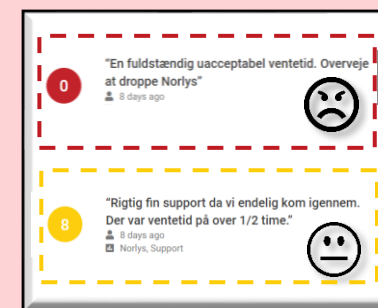 0
"En fuldstændig uacceptabel ventetid. Overveje
at droppe Norlys"
8 days ago
8
"Rigtig fin support da vi endelig kom igennem.
Der var ventetid på over 1/2 time."
8 days ago
Norlys, Support